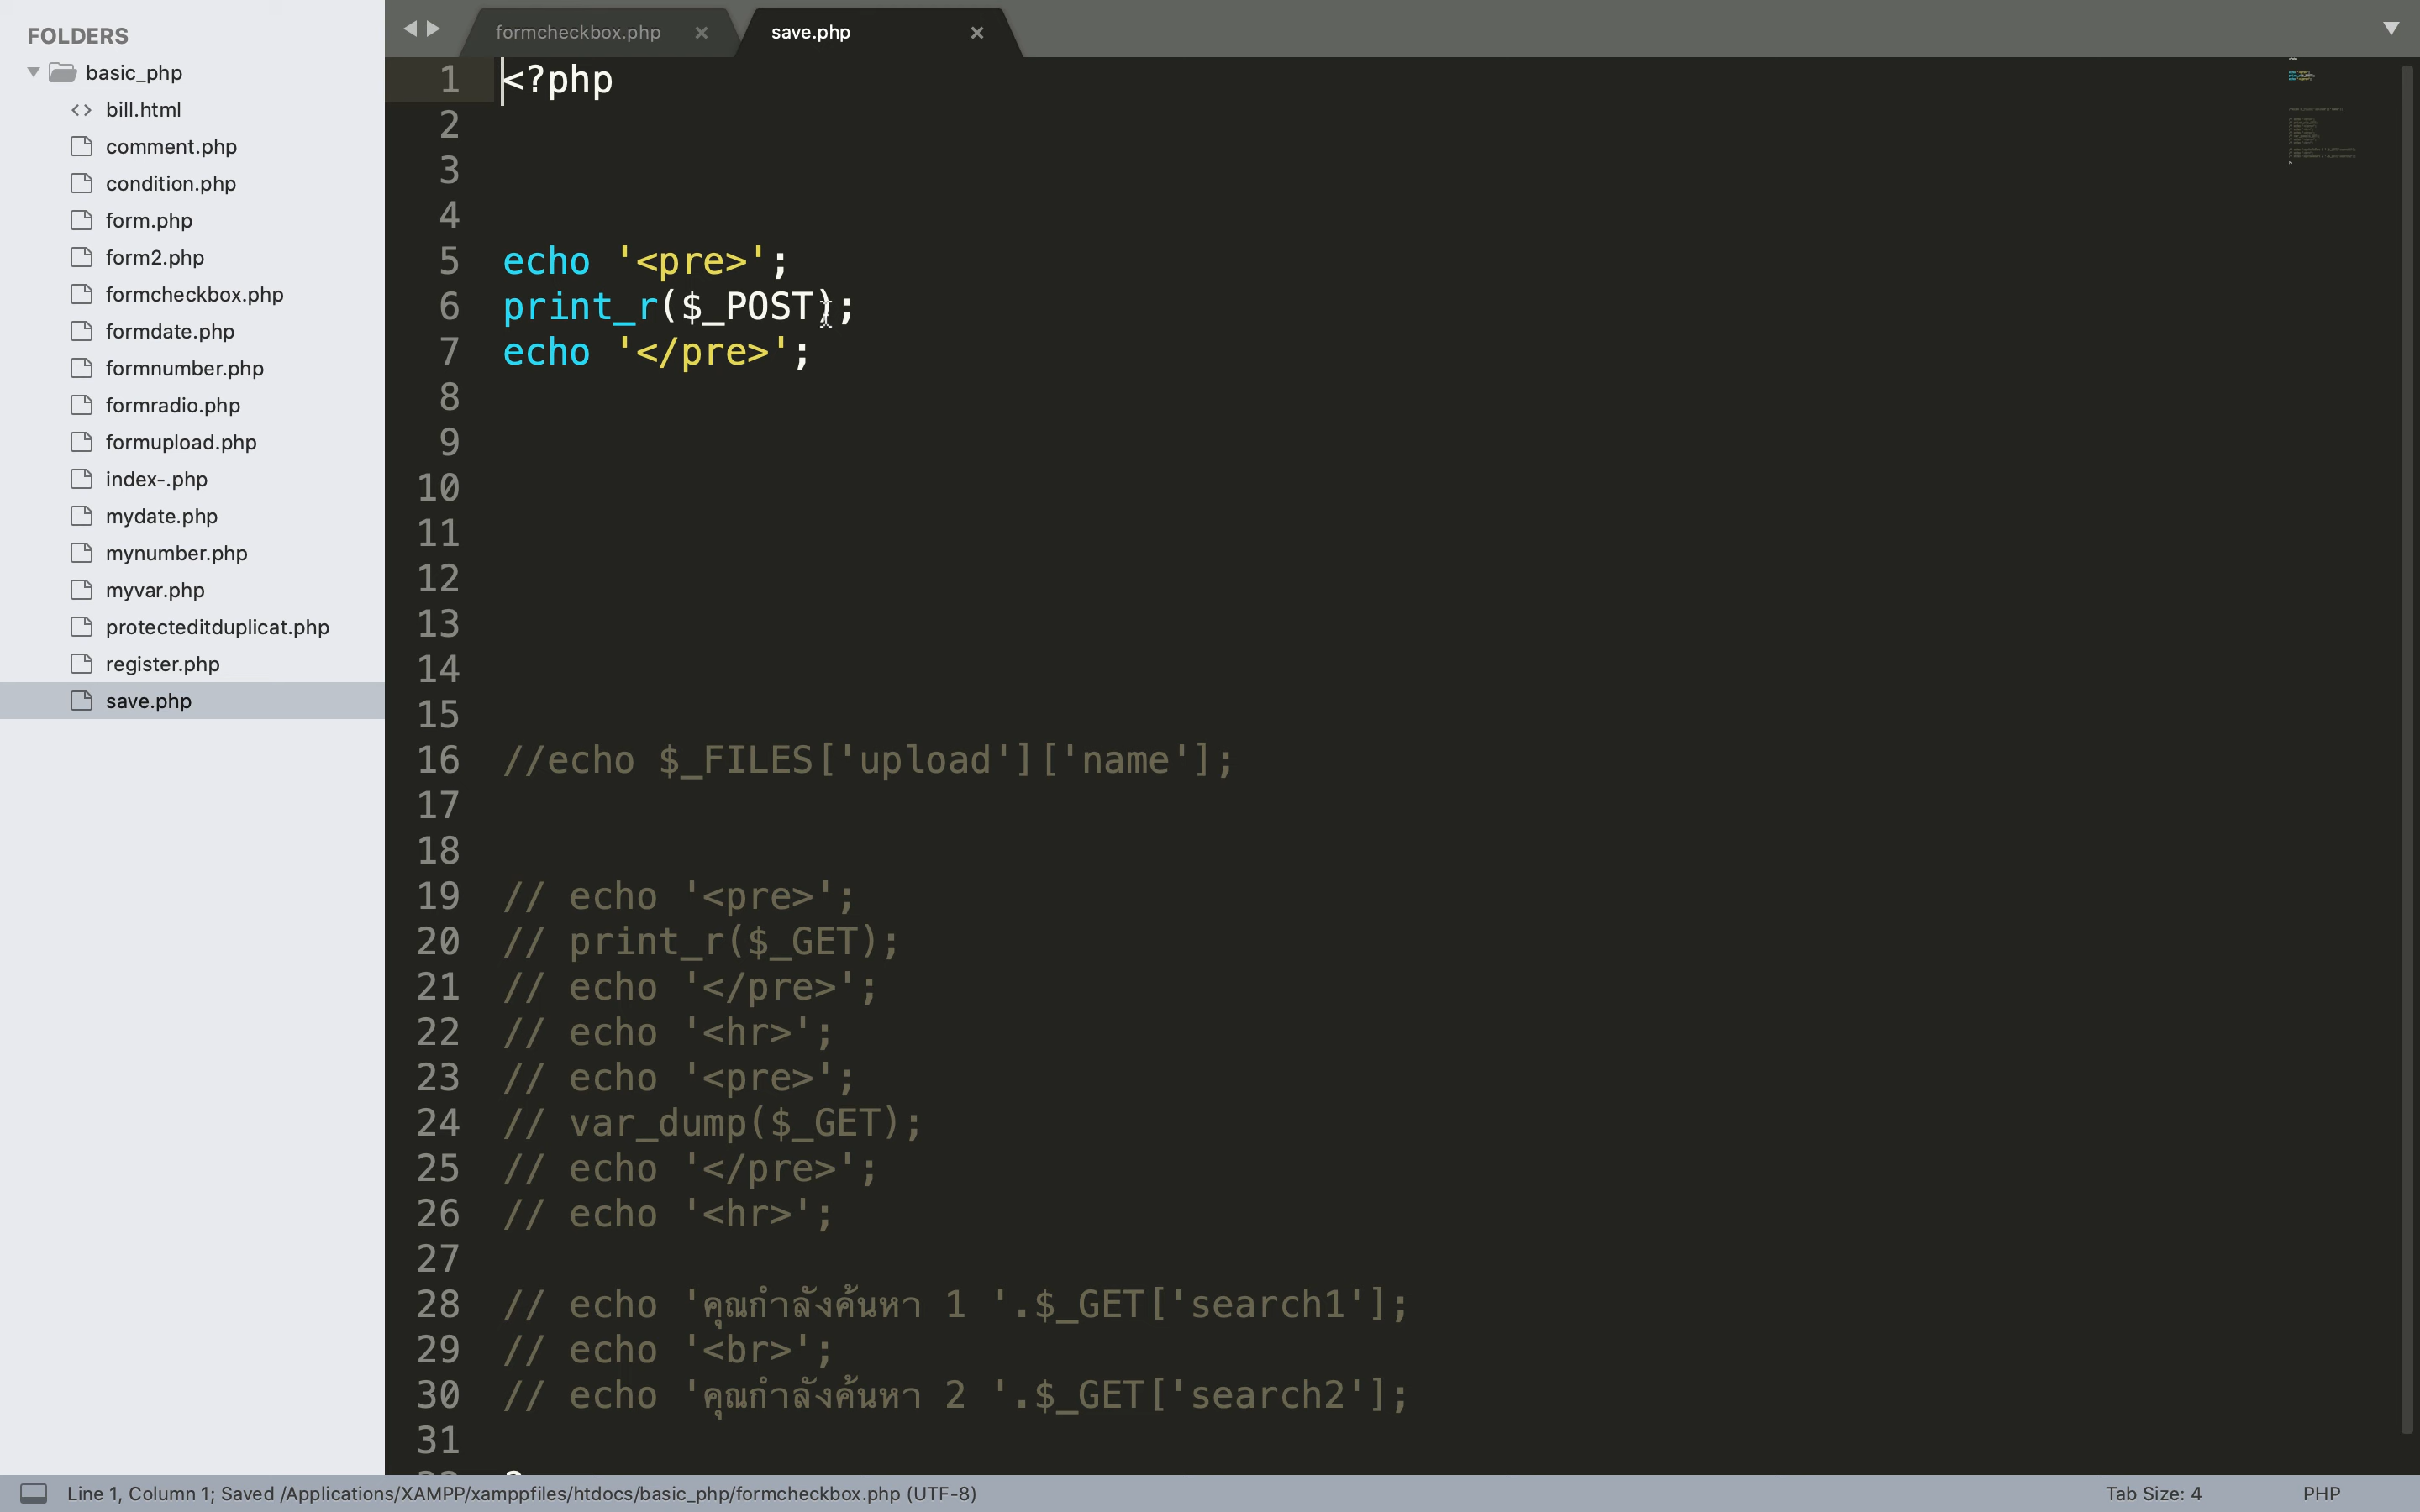 FOLDERS
basic_php
bill.html
comment.php
condition.php
form.php
form2.php
formcheckbox.php
formdate.php
formnumber.php
formradio.php
formupload.php
index-.php
mydate.php
mynumber.php
myvar.php
protecteditduplicat.php
register.php
save.php
formcheckbox.php
save.php
1 <?php
2
3
4
5 echo '<pre>';
6 print_r($_POST);
7 echo '</pre>';
8
9
10
11
12
13
14
15
16 //echo $_FILES['upload']['name'];
17
18
19 // echo '<pre>';
20 // print_r($_GET);
21 // echo '</pre>';
22 // echo '<hr>';
23 // echo '<pre>';
24 // var_dump($_GET);
25 // echo '</pre>';
26 // echo '<hr>';
27
28 // echo 'คุณกำลังค้นหา 1 '.$_GET['search1'];
29 // echo '<br>';
30 // echo 'คุณกำลังค้นหา 2 '.$_GET['search2'];
31
Line 1, Column 1; Saved /Applications/XAMPP/xamppfiles/htdocs/basic_php/formcheckbox.php (UTF-8)
Tab Size: 4
PHP